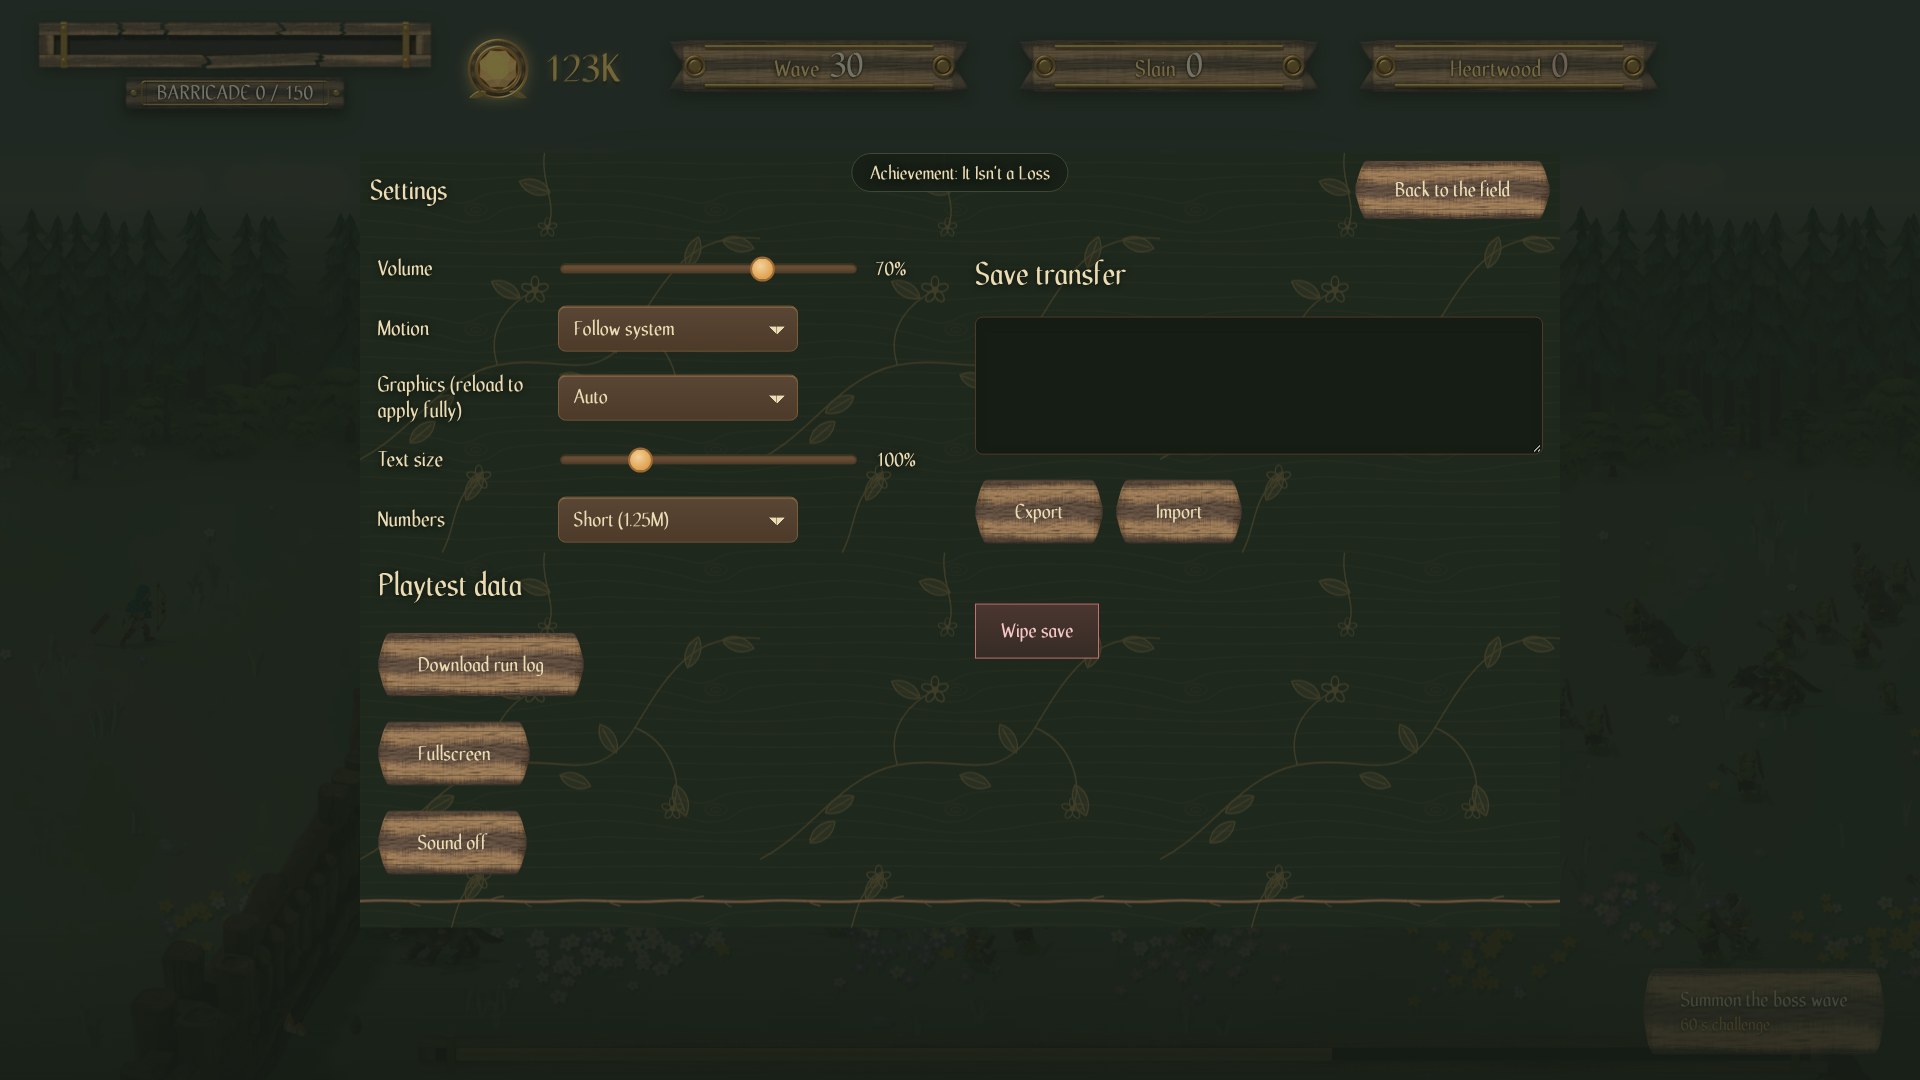 BARRICADE 0 / 150
123K
Wave 30
Slain 0
Heartwood 0
Achievement: It Isn't a Loss
Settings
Back to the field
Volume
70%
Motion
Follow system
Graphics (reload to
apply fully)
Auto
Text size
100%
Numbers
Short (1.25M)
Playtest data
Download run log
Fullscreen
Sound off
Save transfer
Export
Import
Wipe save
Summon the boss wave
60 s challenge